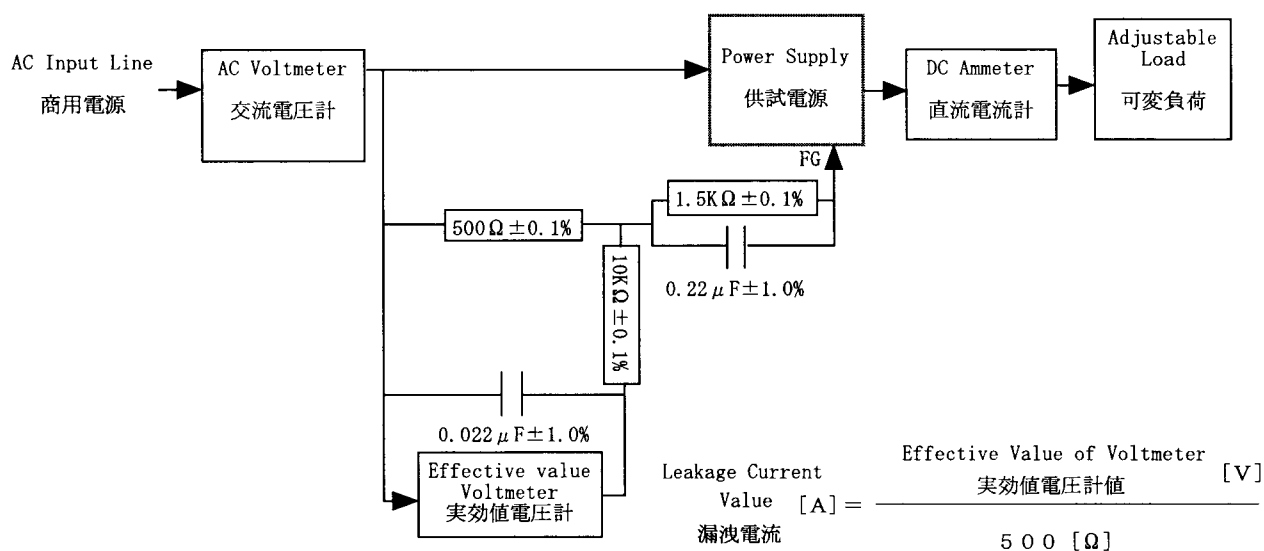 AC Input Line
商用電源
AC Voltmeter
交流電圧計
Power Supply
供試電源
DC Ammeter
直流電流計
Adjustable
Load
可変負荷
FG
1.5KΩ±0.1%
500Ω±0.1%
10KΩ±0.1%
0.22μF±1.0%
0.022μF±1.0%
Effective value
Voltmeter
実効値電圧計
Leakage Current
Value [A]=
漏洩電流
Effective Value of Voltmeter
実効値電圧計値 [V]
500 [Ω]